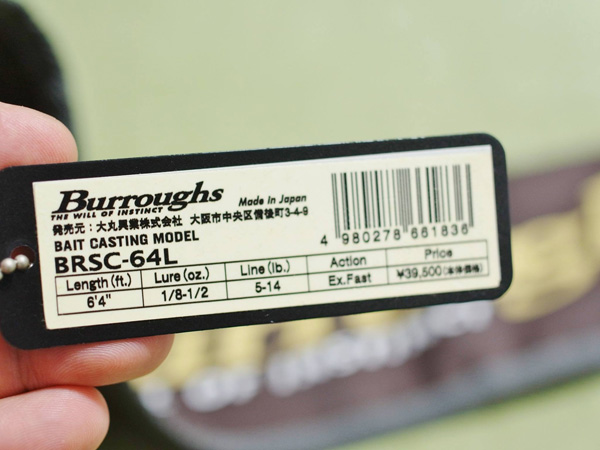 Burroughs
THE WILL OF INSTINCT
Made in Japan
発売元：大丸興業株式会社 大阪市中央区備後町3-4-9
BAIT CASTING MODEL
BRSC-64L
4 980278 661836
Length (ft.) Lure (oz.) Line (lb.) Action Price
6'4" 1/8-1/2 5-14 Ex.Fast ¥39,500(本体価格)